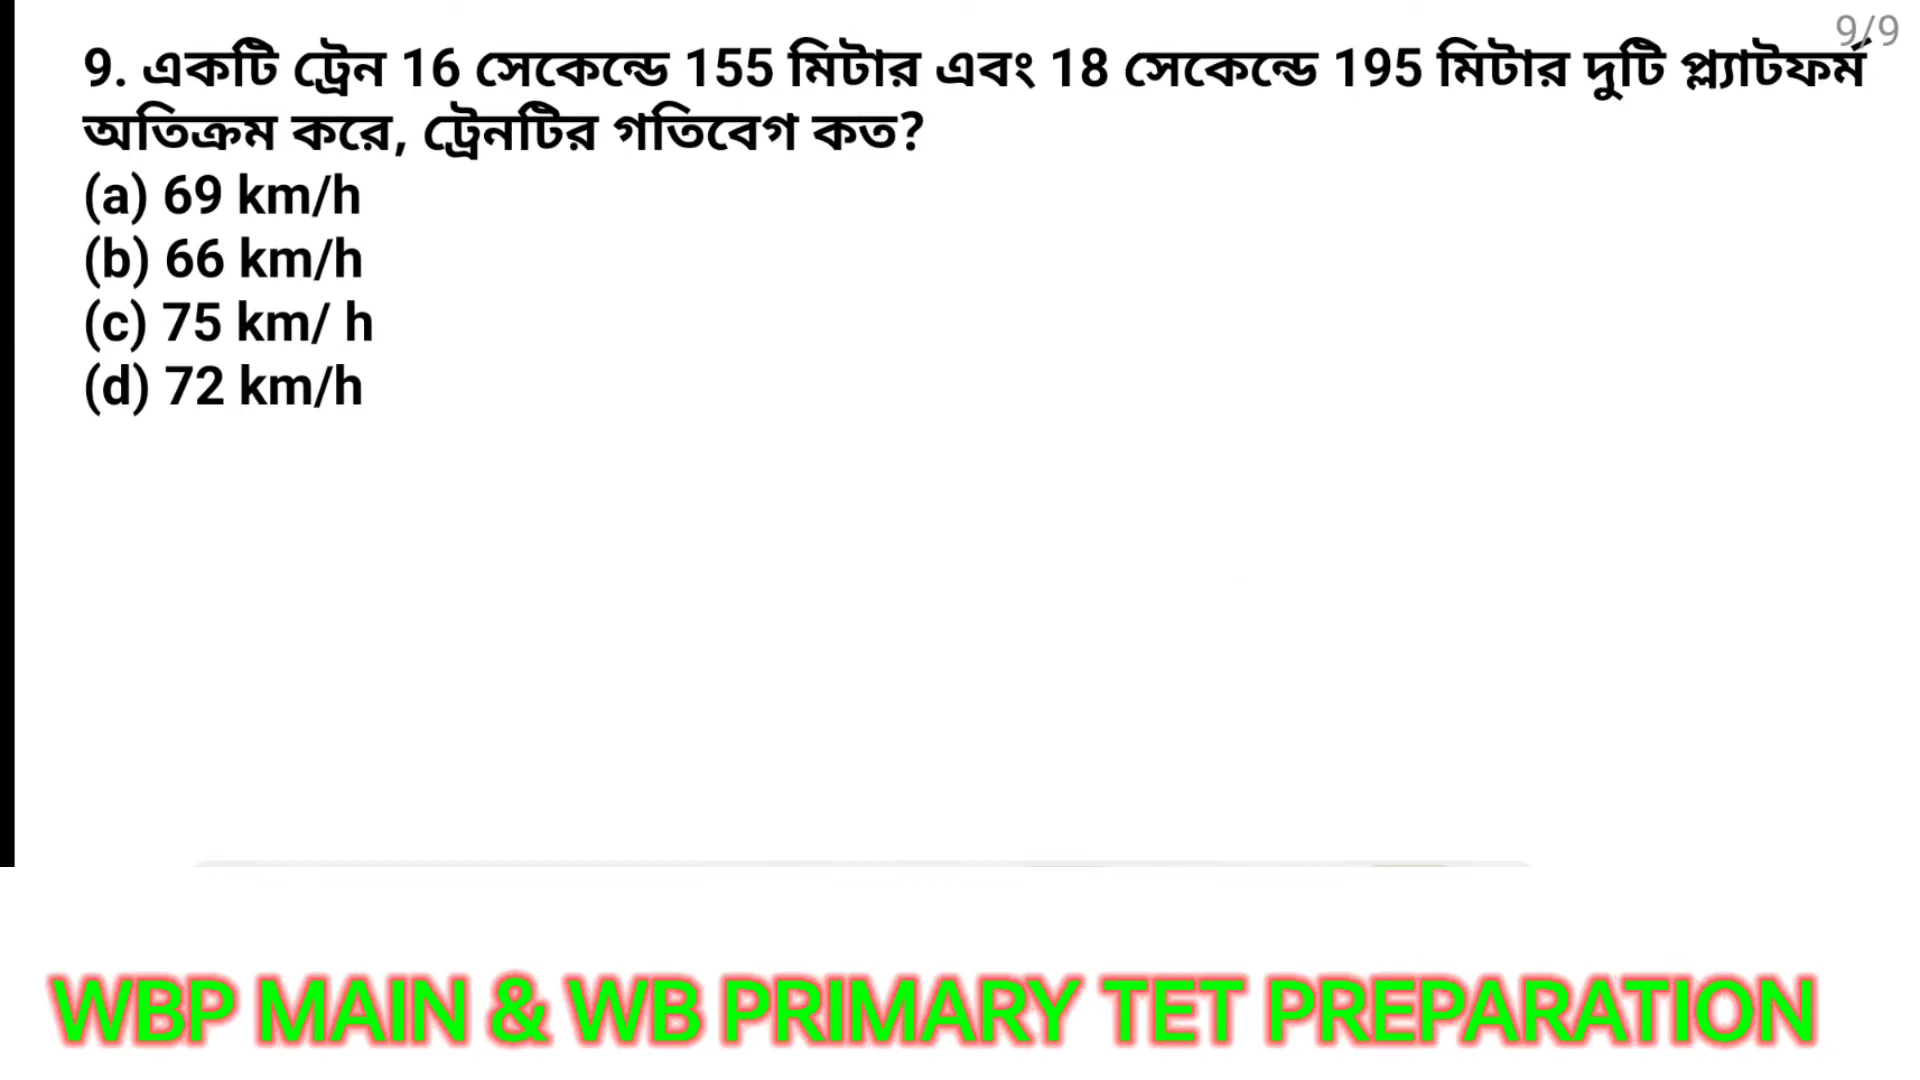 9/9
9. একটি ট্রেন 16 সেকেন্ডে 155 মিটার এবং 18 সেকেন্ডে 195 মিটার দুটি প্ল্যাটফর্ম
অতিক্রম করে, ট্রেনটির গতিবেগ কত?
(a) 69 km/h
(b) 66 km/h
(c) 75 km/ h
(d) 72 km/h
WBP MAIN & WB PRIMARY TET PREPARATION